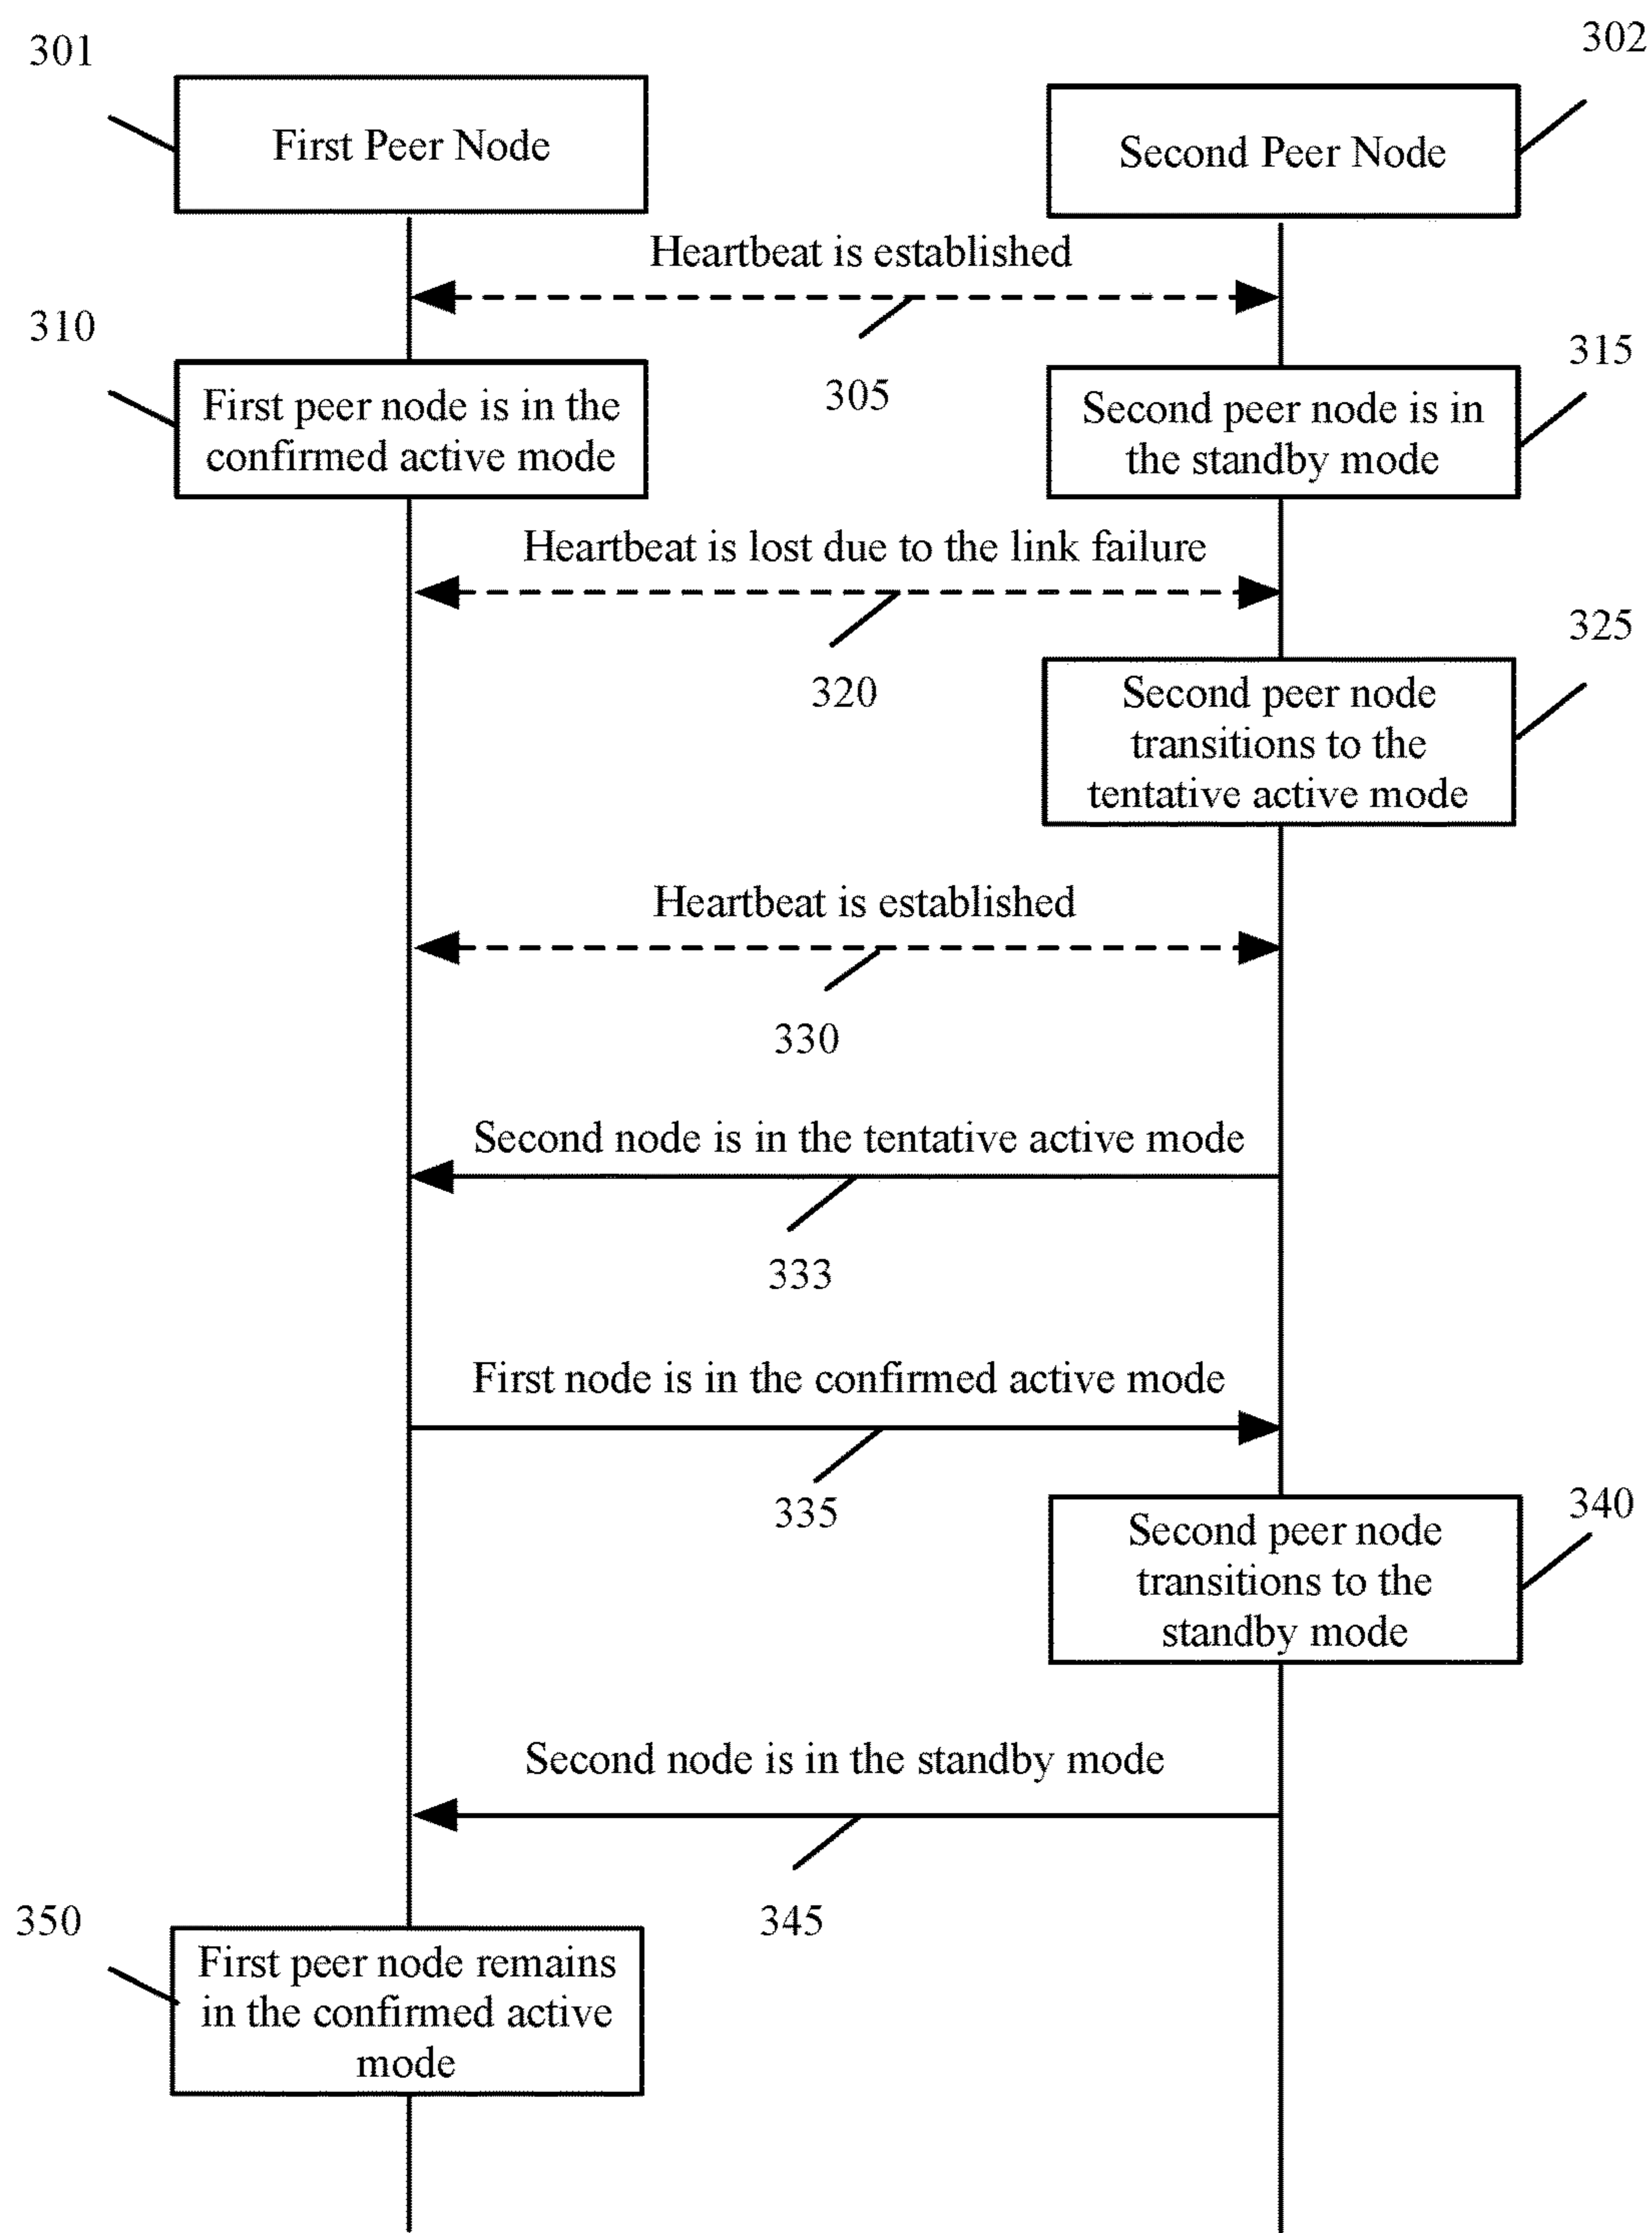 301
302
First Peer Node
Second Peer Node
Heartbeat is established
305
310
First peer node is in the
confirmed active mode
315
Second peer node is in
the standby mode
Heartbeat is lost due to the link failure
320
325
Second peer node
transitions to the
tentative active mode
Heartbeat is established
330
Second node is in the tentative active mode
333
First node is in the confirmed active mode
335
340
Second peer node
transitions to the
standby mode
Second node is in the standby mode
345
350
First peer node remains
in the confirmed active
mode